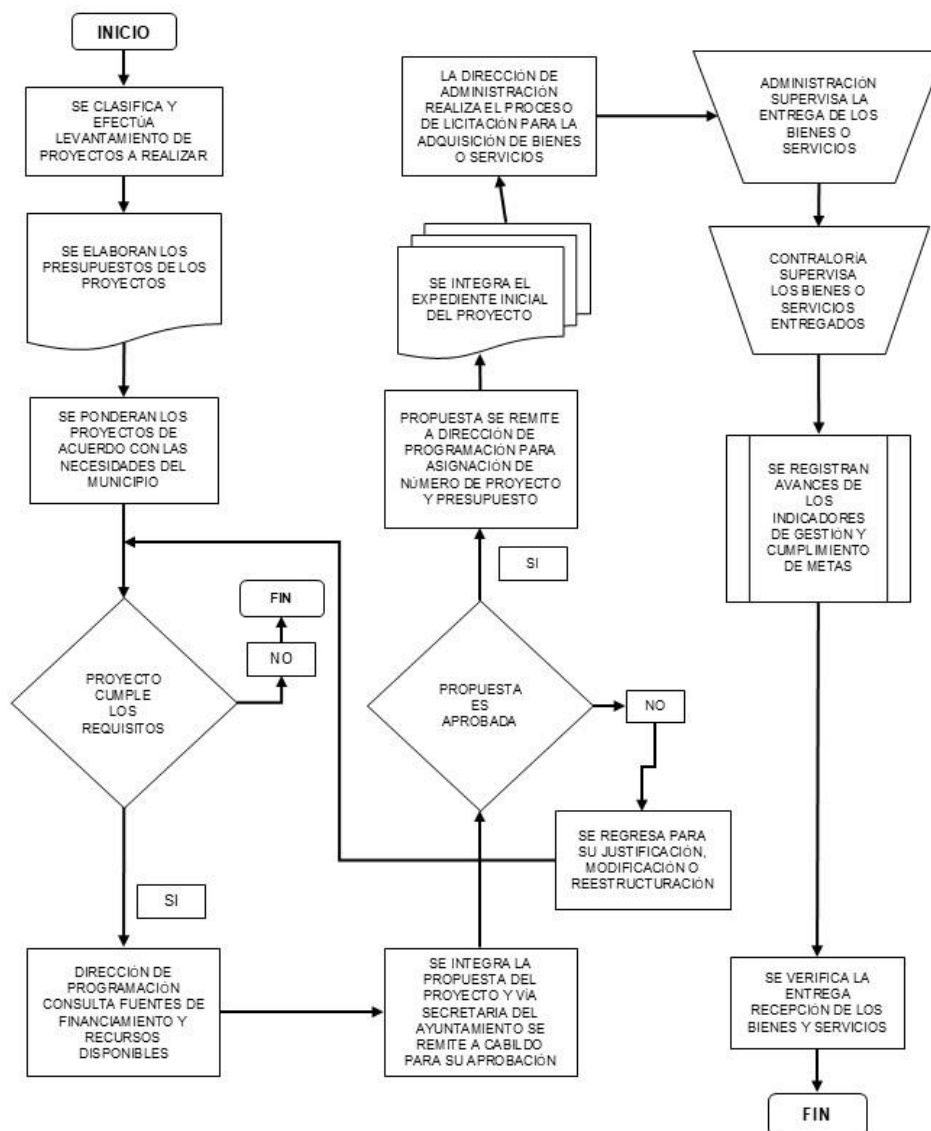 INICIO
SE CLASIFICA Y
EFECTÚA
LEVANTAMIENTO DE
PROYECTOS A REALIZAR
SE ELABORAN LOS
PRESUPUESTOS DE LOS
PROYECTOS
SE PONDERAN LOS
PROYECTOS DE
ACUERDO CON LAS
NECESIDADES DEL
MUNICIPIO
PROYECTO
CUMPLE
LOS
REQUISITOS
NO
FIN
SI
DIRECCIÓN DE
PROGRAMACIÓN
CONSULTA FUENTES DE
FINANCIAMIENTO Y
RECURSOS
DISPONIBLES
SE INTEGRA LA
PROPUESTA DEL
PROYECTO Y VÍA
SECRETARIA DEL
AYUNTAMIENTO SE
REMITE A CABILDO
PARA SU APROBACIÓN
PROPUESTA
ES
APROBADA
NO
SE REGRESA PARA
SU JUSTIFICACIÓN,
MODIFICACIÓN O
REESTRUCTURACIÓN
SI
PROPUESTA SE REMITE
A DIRECCIÓN DE
PROGRAMACIÓN PARA
ASIGNACIÓN DE
NÚMERO DE PROYECTO
Y PRESUPUESTO
SE INTEGRA EL
EXPEDIENTE INICIAL
DEL PROYECTO
LA DIRECCIÓN DE
ADMINISTRACIÓN
REALIZA EL PROCESO
DE LICITACIÓN PARA LA
ADQUISICIÓN DE BIENES
O SERVICIOS
ADMINISTRACIÓN
SUPERVISA LA
ENTREGA DE LOS
BIENES O
SERVICIOS
CONTRALORÍA
SUPERVISA
LOS BIENES O
SERVICIOS
ENTREGADOS
SE REGISTRAN
AVANCES DE
LOS
INDICADORES
DE GESTIÓN Y
CUMPLIMIENTO
DE METAS
SE VERIFICA LA
ENTREGA
RECEPCIÓN DE LOS
BIENES Y SERVICIOS
FIN